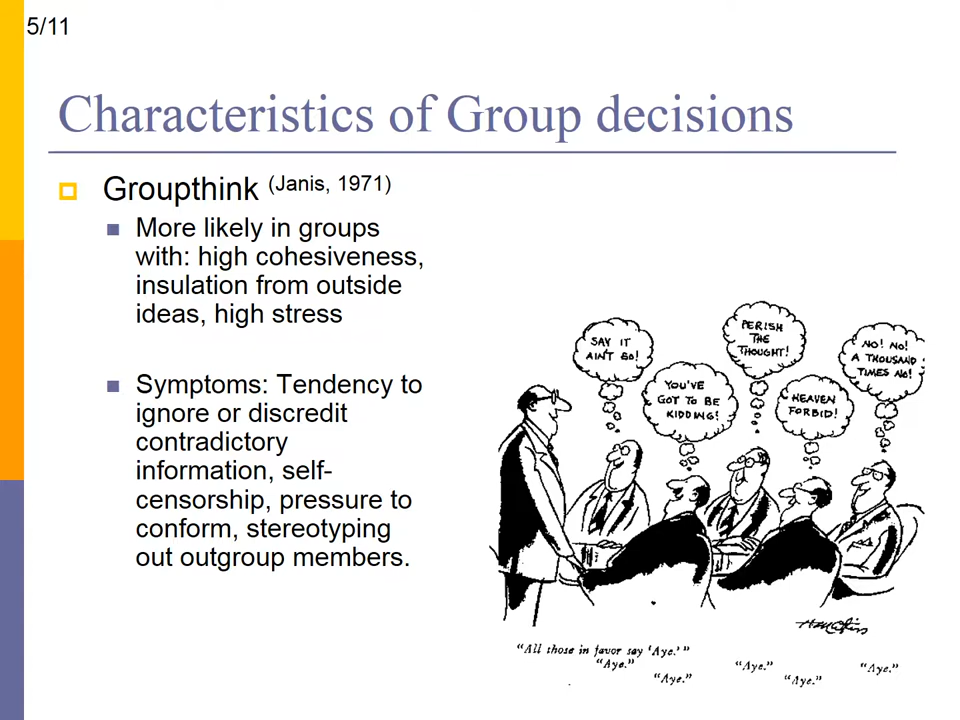 5/11
Characteristics of Group decisions
Groupthink (Janis, 1971)
More likely in groups
with: high cohesiveness,
insulation from outside
ideas, high stress
Symptoms: Tendency to
ignore or discredit
contradictory
information, self-
censorship, pressure to
conform, stereotyping
out outgroup members.
SAY IT
AIN'T SO!
YOU'VE
GOT TO BE
KIDDING!
PERISH
THE
THOUGHT!
HEAVEN
FORBID!
NO! NO!
A THOUSAND
TIMES NO!
"All those in favor say 'Aye.'"
"Aye."
"Aye."
"Aye."
"Aye."
"Aye."